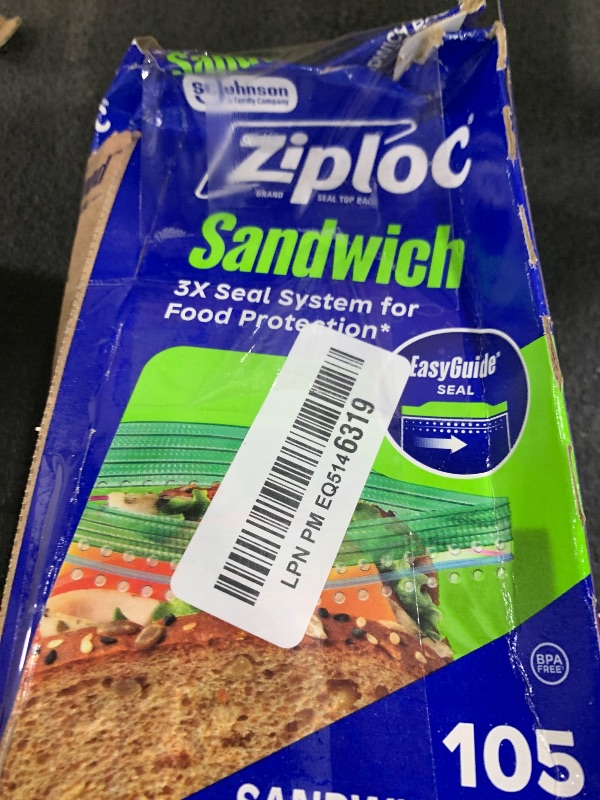 SC Johnson
A Family Company
Ziploc
BRAND SEAL TOP BAGS
Sandwich
3X Seal System for
Food Protection*
EasyGuide
SEAL
LPN PM EQ5146319
BPA
FREE
105